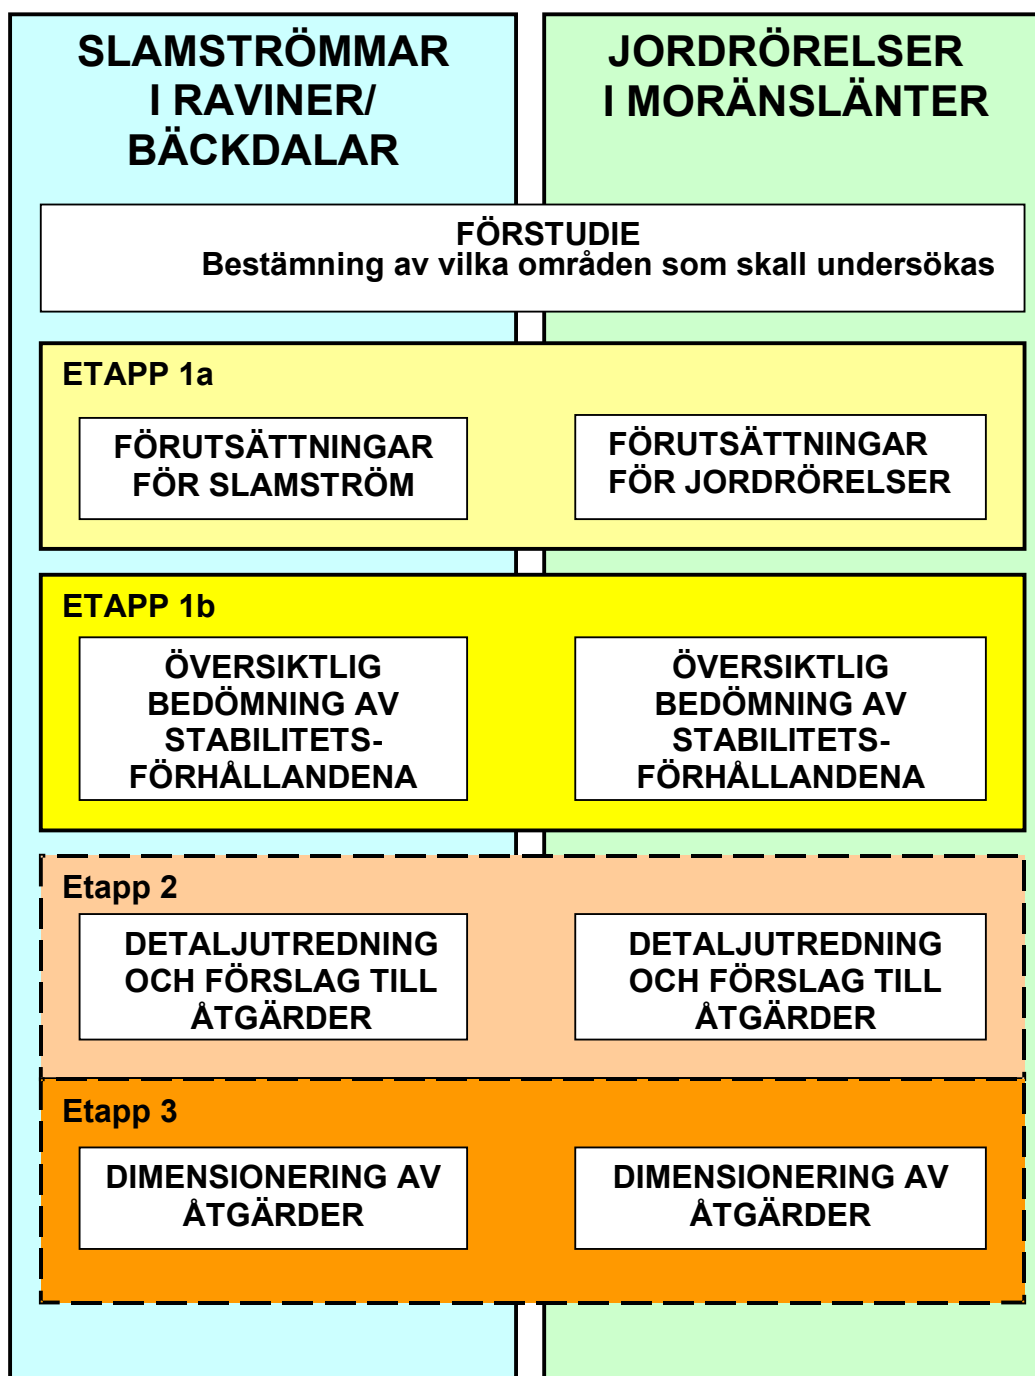 SLAMSTRÖMMAR
I RAVINER/
BÄCKDALAR
JORDRÖRELSER
I MORÄNSLÄNTER
FÖRSTUDIE
Bestämning av vilka områden som skall undersökas
ETAPP 1a
FÖRUTSÄTTNINGAR
FÖR SLAMSTRÖM
FÖRUTSÄTTNINGAR
FÖR JORDRÖRELSER
ETAPP 1b
ÖVERSIKTLIG
BEDÖMNING AV
STABILITETS-
FÖRHÅLLANDENA
ÖVERSIKTLIG
BEDÖMNING AV
STABILITETS-
FÖRHÅLLANDENA
Etapp 2
DETALJUTREDNING
OCH FÖRSLAG TILL
ÅTGÄRDER
DETALJUTREDNING
OCH FÖRSLAG TILL
ÅTGÄRDER
Etapp 3
DIMENSIONERING AV
ÅTGÄRDER
DIMENSIONERING AV
ÅTGÄRDER